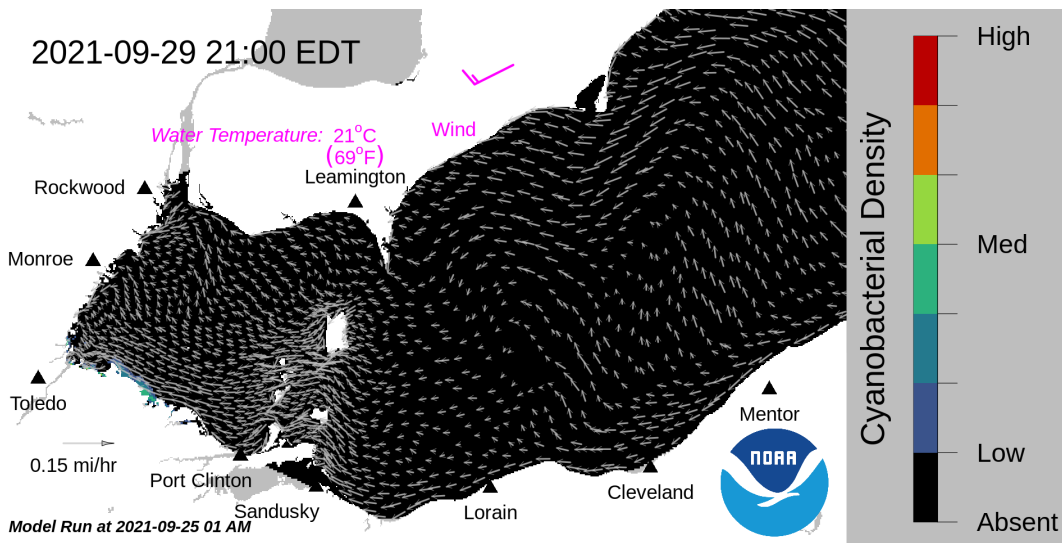 2021-09-29 21:00 EDT
High
Wind
Water Temperature: 21°C
(69°F)
Leamington
Rockwood
Monroe
Med
Cyanobacterial Density
Toledo
Mentor
0.15 mi/hr
NOAA
Low
Port Clinton
Cleveland
Sandusky
Lorain
Model Run at 2021-09-25 01 AM
Absent